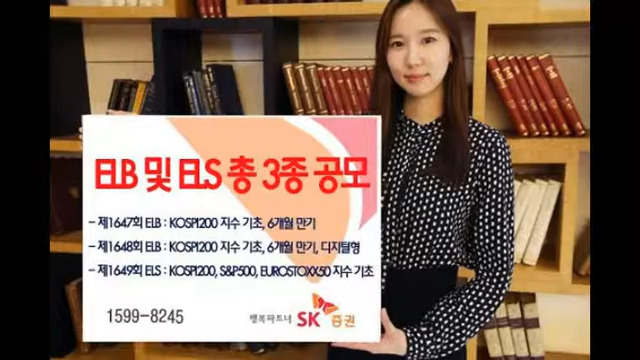 ELB 및 ELS 총 3종 공모
- 제1647회 ELB : KOSPI200 지수 기초, 6개월 만기
- 제1648회 ELB : KOSPI200 지수 기초, 6개월 만기, 디지털형
- 제1649회 ELS : KOSPI200, S&P500, EUROSTOXX50 지수 기초
1599-8245
행복파트너 SK 증권